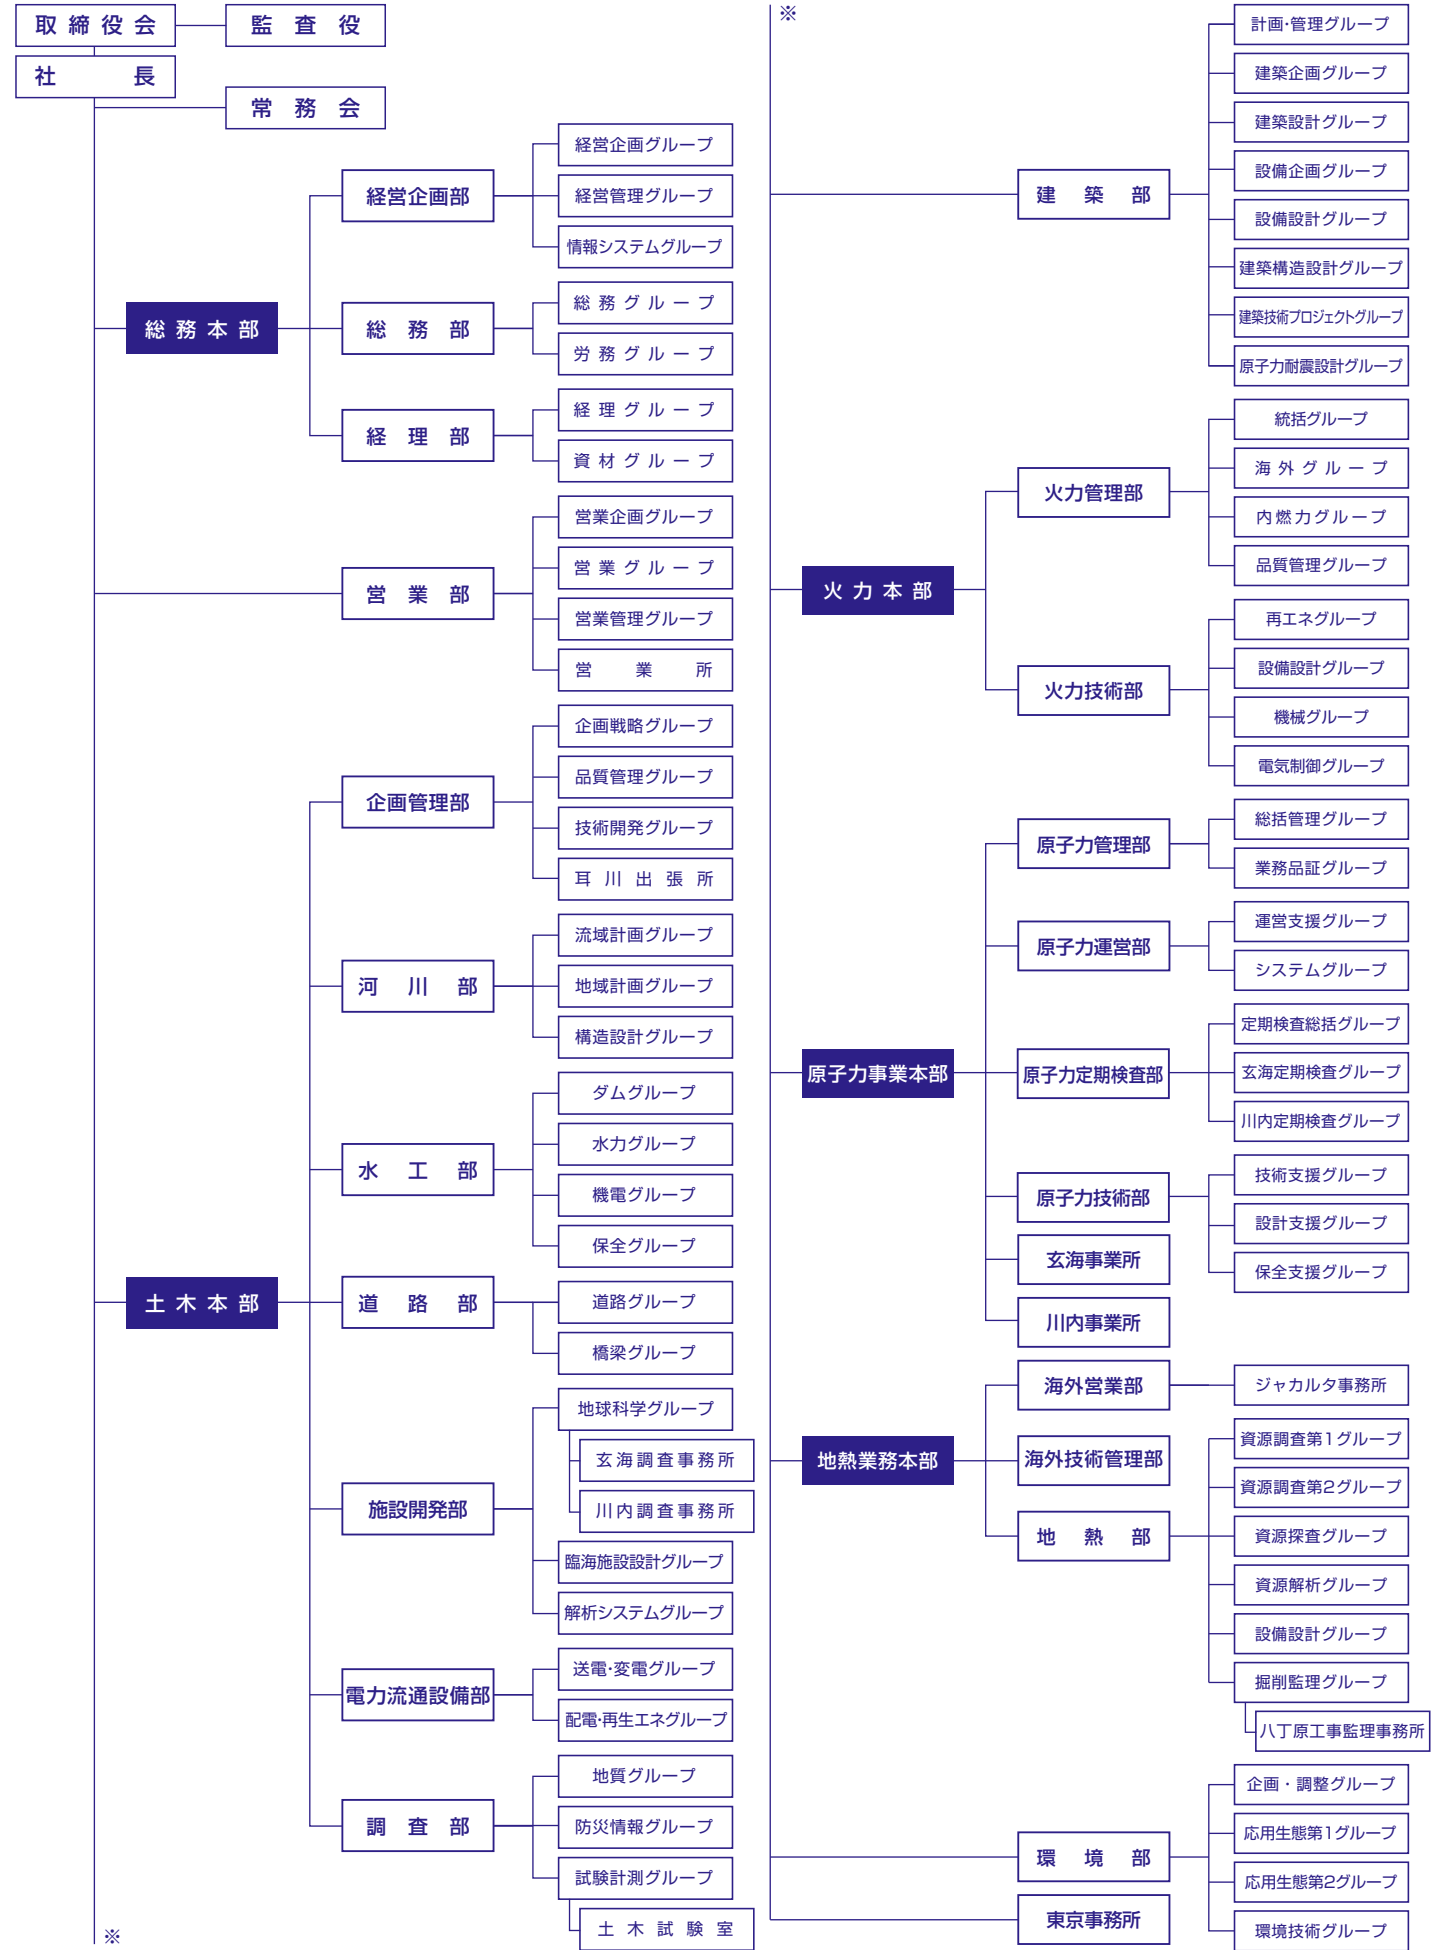 取締役会
監査役
社長
常務会
総務本部
経営企画部
経営企画グループ
経営管理グループ
情報システムグループ
総務部
総務グループ
労務グループ
経理部
経理グループ
資材グループ
営業部
営業企画グループ
営業グループ
営業管理グループ
営業所
土木本部
企画管理部
企画戦略グループ
品質管理グループ
技術開発グループ
耳川出張所
河川部
流域計画グループ
地域計画グループ
構造設計グループ
水工部
ダムグループ
水力グループ
機電グループ
保全グループ
道路部
道路グループ
橋梁グループ
施設開発部
地球科学グループ
玄海調査事務所
川内調査事務所
臨海施設設計グループ
解析システムグループ
電力流通設備部
送電・変電グループ
配電・再生エネグループ
調査部
地質グループ
防災情報グループ
試験計測グループ
土木試験室
※
※
建築部
計画・管理グループ
建築企画グループ
建築設計グループ
設備企画グループ
設備設計グループ
建築構造設計グループ
建築技術プロジェクトグループ
原子力耐震設計グループ
火力本部
火力管理部
統括グループ
海外グループ
内燃力グループ
品質管理グループ
火力技術部
再エネグループ
設備設計グループ
機械グループ
電気制御グループ
原子力事業本部
原子力管理部
総括管理グループ
業務品証グループ
原子力運営部
運営支援グループ
システムグループ
原子力定期検査部
定期検査総括グループ
玄海定期検査グループ
川内定期検査グループ
原子力技術部
技術支援グループ
設計支援グループ
保全支援グループ
玄海事業所
川内事業所
地熱業務本部
海外営業部
ジャカルタ事務所
海外技術管理部
地熱部
資源調査第1グループ
資源調査第2グループ
資源探査グループ
資源解析グループ
設備設計グループ
掘削監理グループ
八丁原工事監理事務所
環境部
企画・調整グループ
応用生態第1グループ
応用生態第2グループ
環境技術グループ
東京事務所